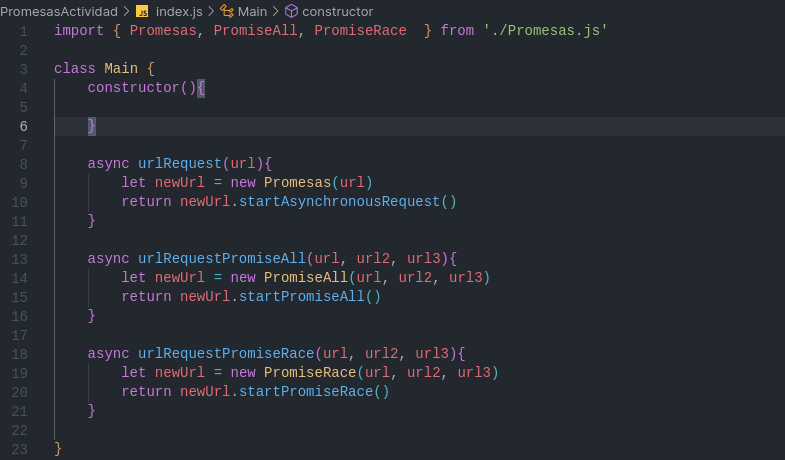 PromesasActividad > JS index.js > Main > constructor
1 import { Promesas, PromiseAll, PromiseRace  } from './Promesas.js'
2
3 class Main {
4     constructor(){
5
6     }
7
8     async urlRequest(url){
9         let newUrl = new Promesas(url)
10         return newUrl.startAsynchronousRequest()
11     }
12
13     async urlRequestPromiseAll(url, url2, url3){
14         let newUrl = new PromiseAll(url, url2, url3)
15         return newUrl.startPromiseAll()
16     }
17
18     async urlRequestPromiseRace(url, url2, url3){
19         let newUrl = new PromiseRace(url, url2, url3)
20         return newUrl.startPromiseRace()
21     }
22
23 }